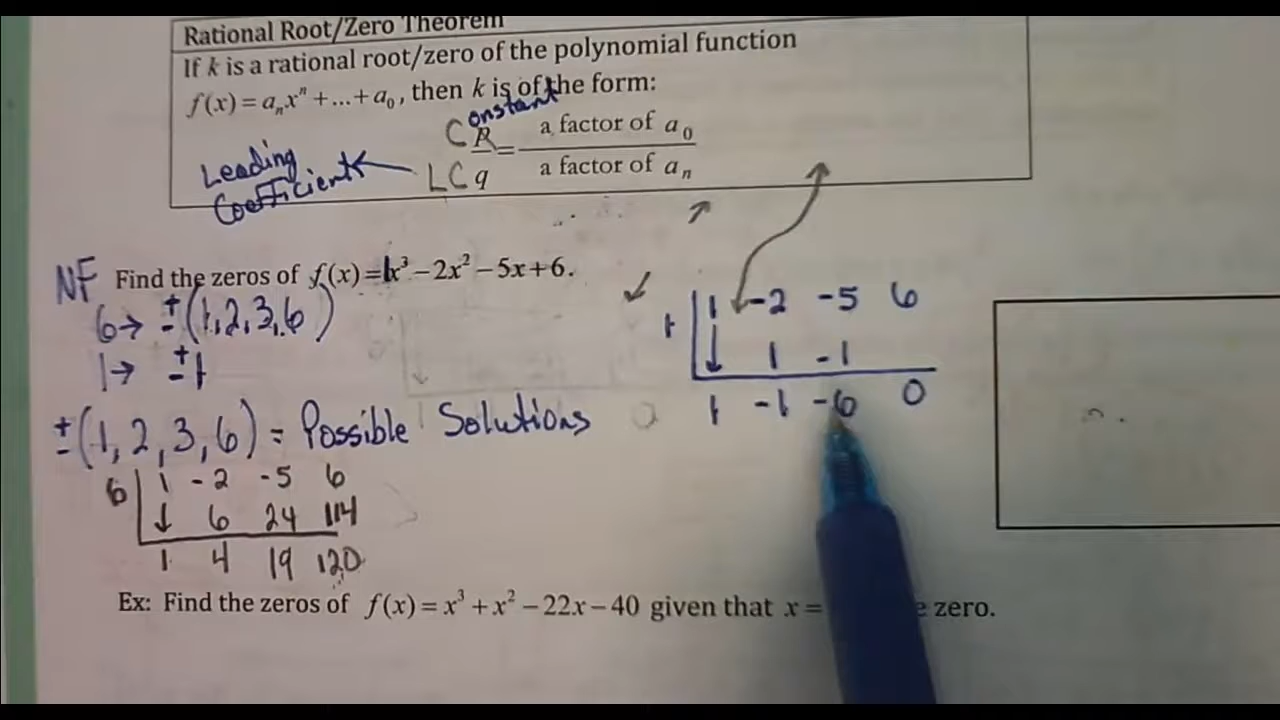 Rational Root/Zero Theorem
If k is a rational root/zero of the polynomial function
f(x) = aₙxⁿ + ... + a₀, then k is of the form:
Constant
C p = a factor of a₀
LC q a factor of aₙ
Leading
Coefficient
NF Find the zeros of f(x) = 1x³ − 2x² − 5x + 6.
6→ ±(1,2,3,6)
1→ ±1
±(1, 2, 3, 6) = Possible Solutions
6 1 -2 -5 6
↓ 6 24 114
1 4 19 120
1 1 -2 -5 6
↓ 1 -1
1 -1 -6 0
Ex: Find the zeros of f(x) = x³ + x² − 22x − 40 given that x = zero.